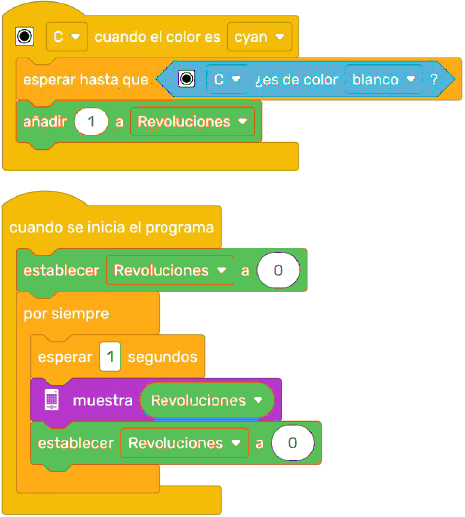 C cuando el color es cyan
esperar hasta que C ¿es de color blanco ?
añadir 1 a Revoluciones
cuando se inicia el programa
establecer Revoluciones a 0
por siempre
esperar 1 segundos
muestra Revoluciones
establecer Revoluciones a 0